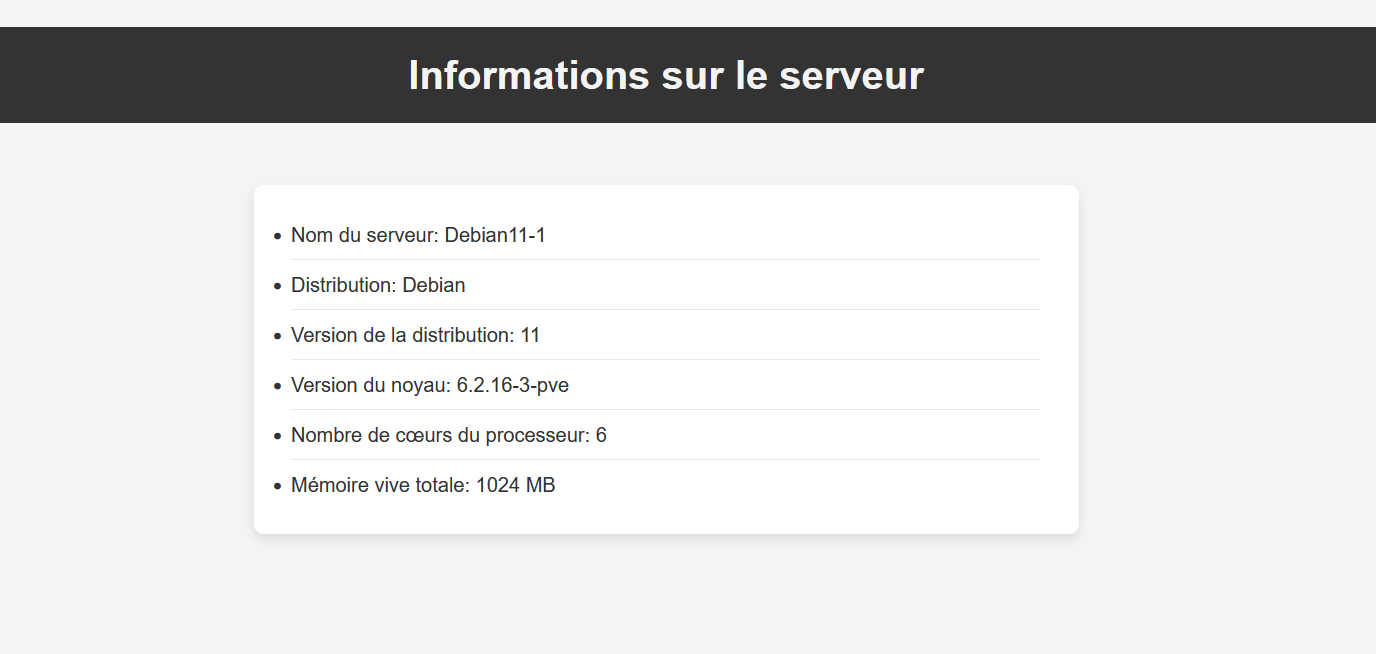 Informations sur le serveur
Nom du serveur: Debian11-1
Distribution: Debian
Version de la distribution: 11
Version du noyau: 6.2.16-3-pve
Nombre de cœurs du processeur: 6
Mémoire vive totale: 1024 MB